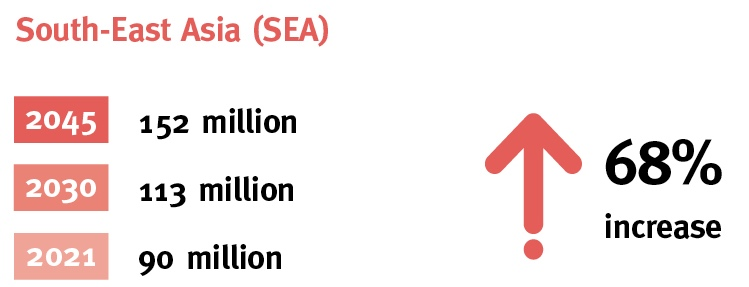 South-East Asia (SEA)
2045 152 million
2030 113 million
2021 90 million
68%
increase